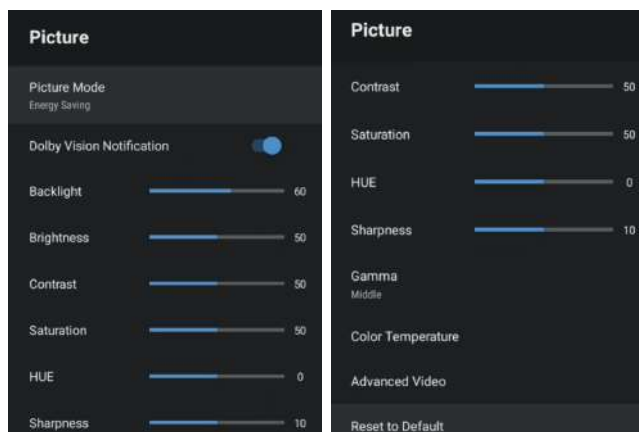 Picture
Picture Mode
Energy Saving
Dolby Vision Notification
Backlight 60
Brightness 50
Contrast 50
Saturation 50
HUE 0
Sharpness 10
Picture
Contrast 50
Saturation 50
HUE 0
Sharpness 10
Gamma
Middle
Color Temperature
Advanced Video
Reset to Default